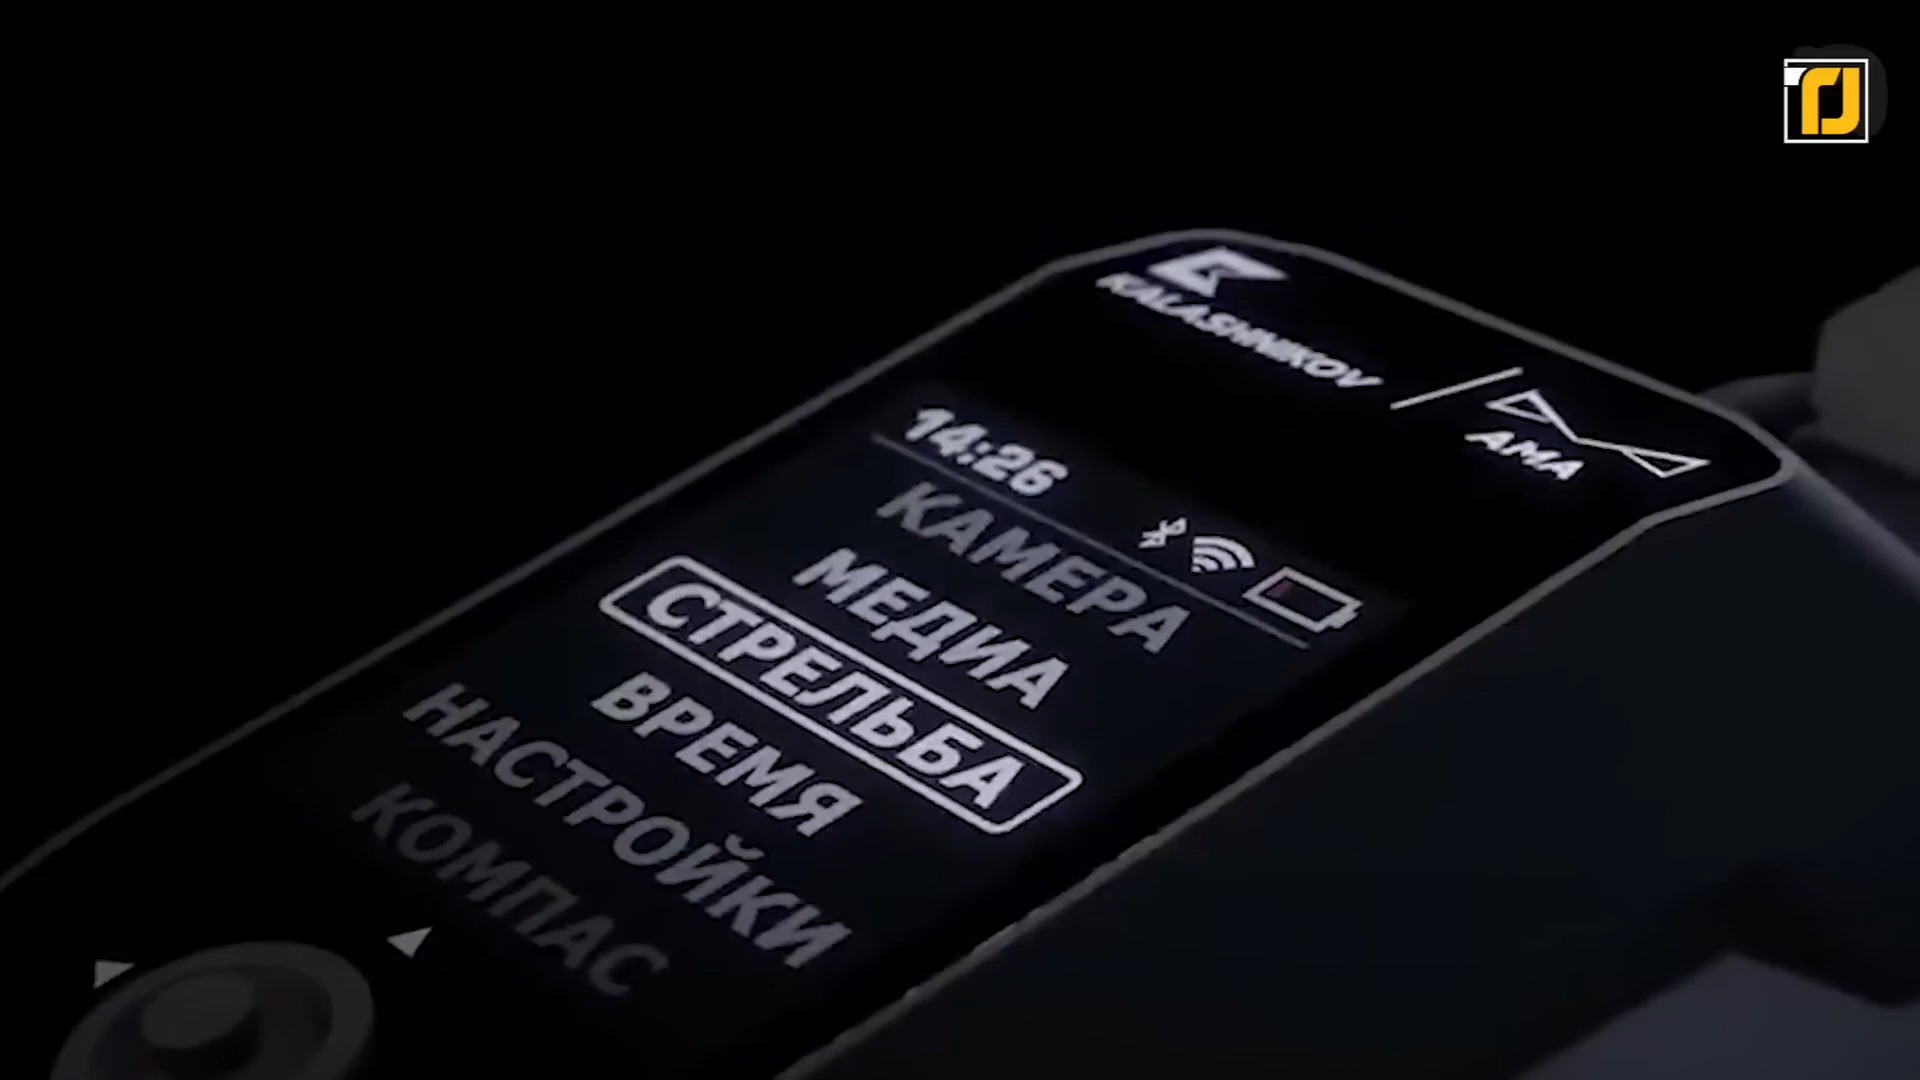 KALASHNIKOV
AMA
14:26
КАМЕРА
МЕДИА
СТРЕЛЬБА
ВРЕМЯ
НАСТРОЙКИ
КОМПАС